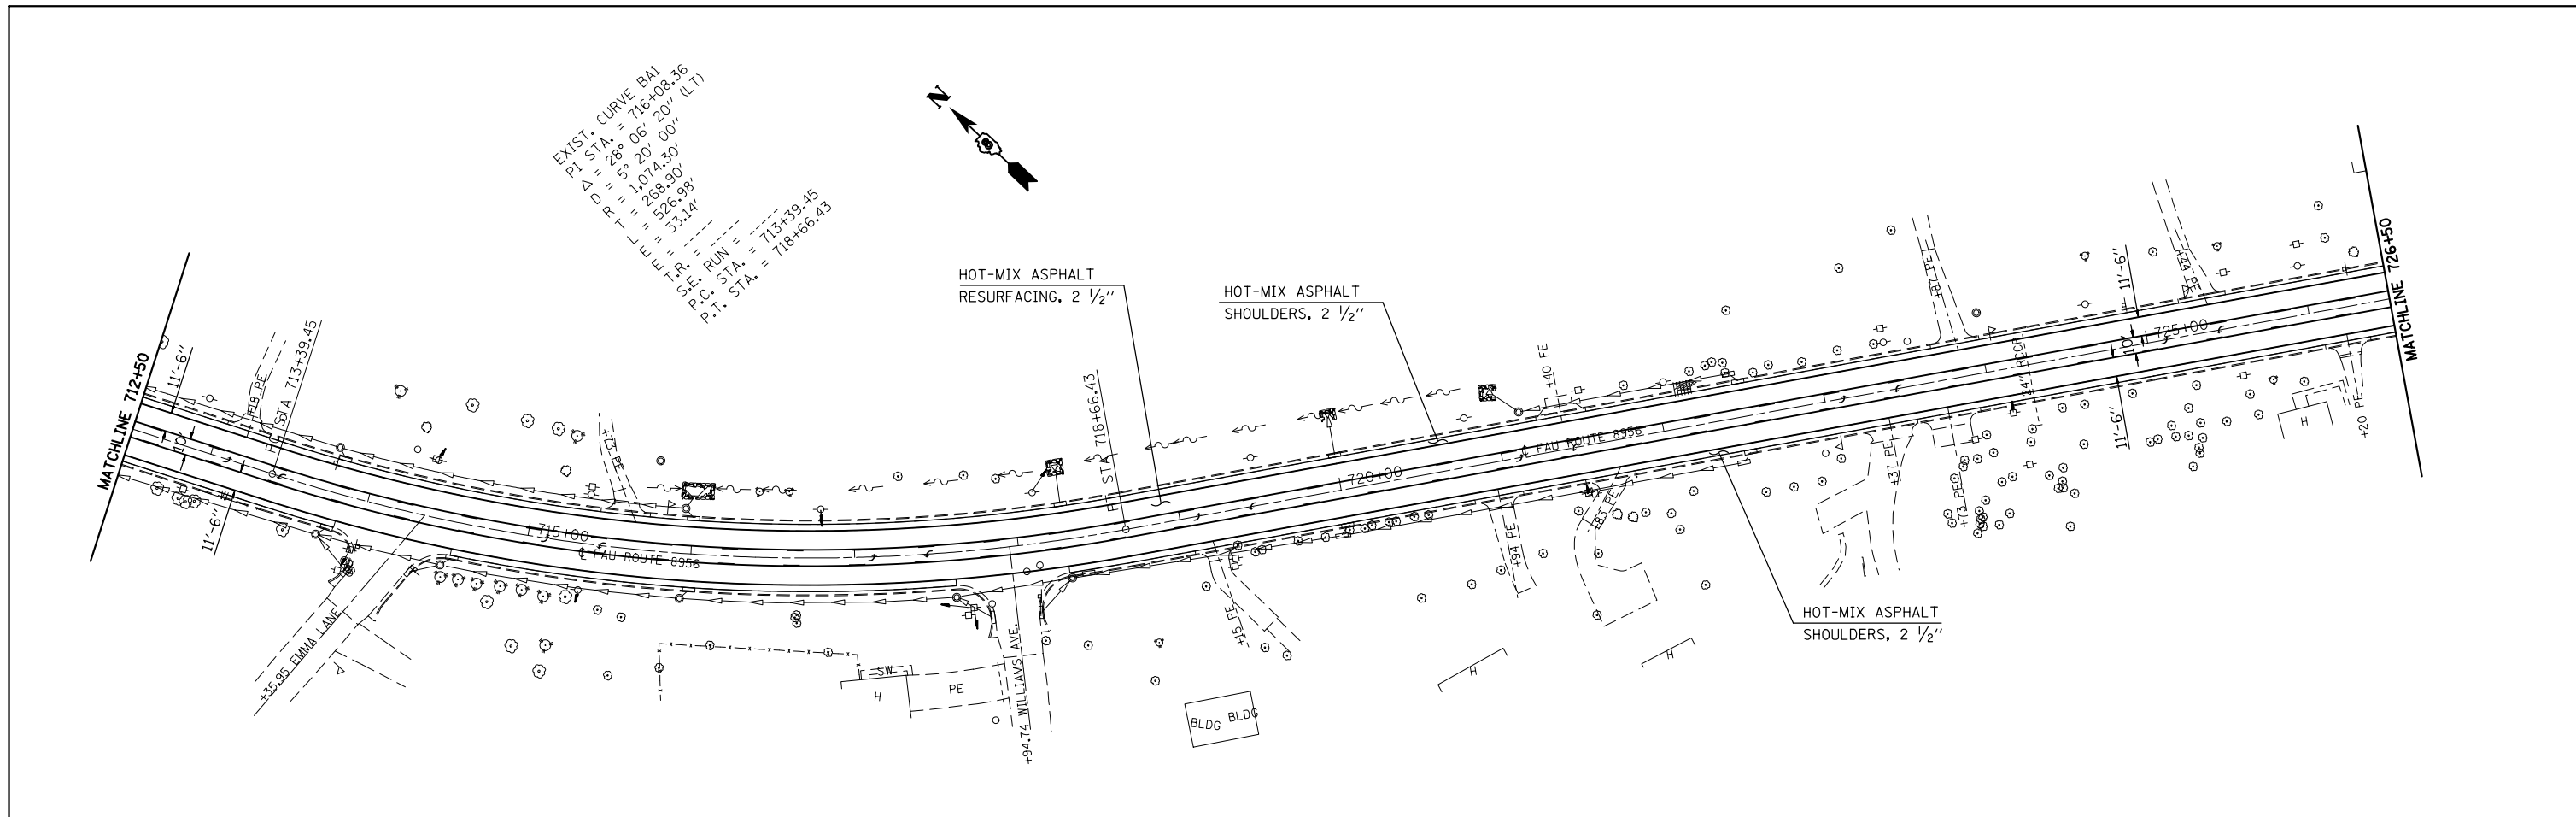 EXIST. CURVE BA1
PI STA. = 716+08.36
Δ = 28° 06' 20" (LT)
D = 5° 20' 00"
R = 1,074.30'
T = 268.90'
L = 526.98'
E = 33.14'
E = ------
T.R. = ------
S.E. RUN = ------
P.C. STA. = 713+39.45
P.T. STA. = 718+66.43
N
HOT-MIX ASPHALT
RESURFACING, 2 1/2"
HOT-MIX ASPHALT
SHOULDERS, 2 1/2"
MATCHLINE 712+50
11'-6"
10'
11'-6"
+18 PE
STA 713+39.45
715+00
℄ FAU ROUTE 8956
+35.95 EMMA LANE
SW
H
PE
+94.74 WILLIAMS AVE.
STA 718+66.43
720+00
℄ FAU ROUTE 8956
+40 FE
+15 PE
BLDG BLDG
+94 PE
+83 PE
H
H
HOT-MIX ASPHALT
SHOULDERS, 2 1/2"
+87 PE
+37 PE
+73 PE
24" RCCP
11'-6"
10'
11'-6"
725+00
+44 PE
H
+20 PE
MATCHLINE 726+50